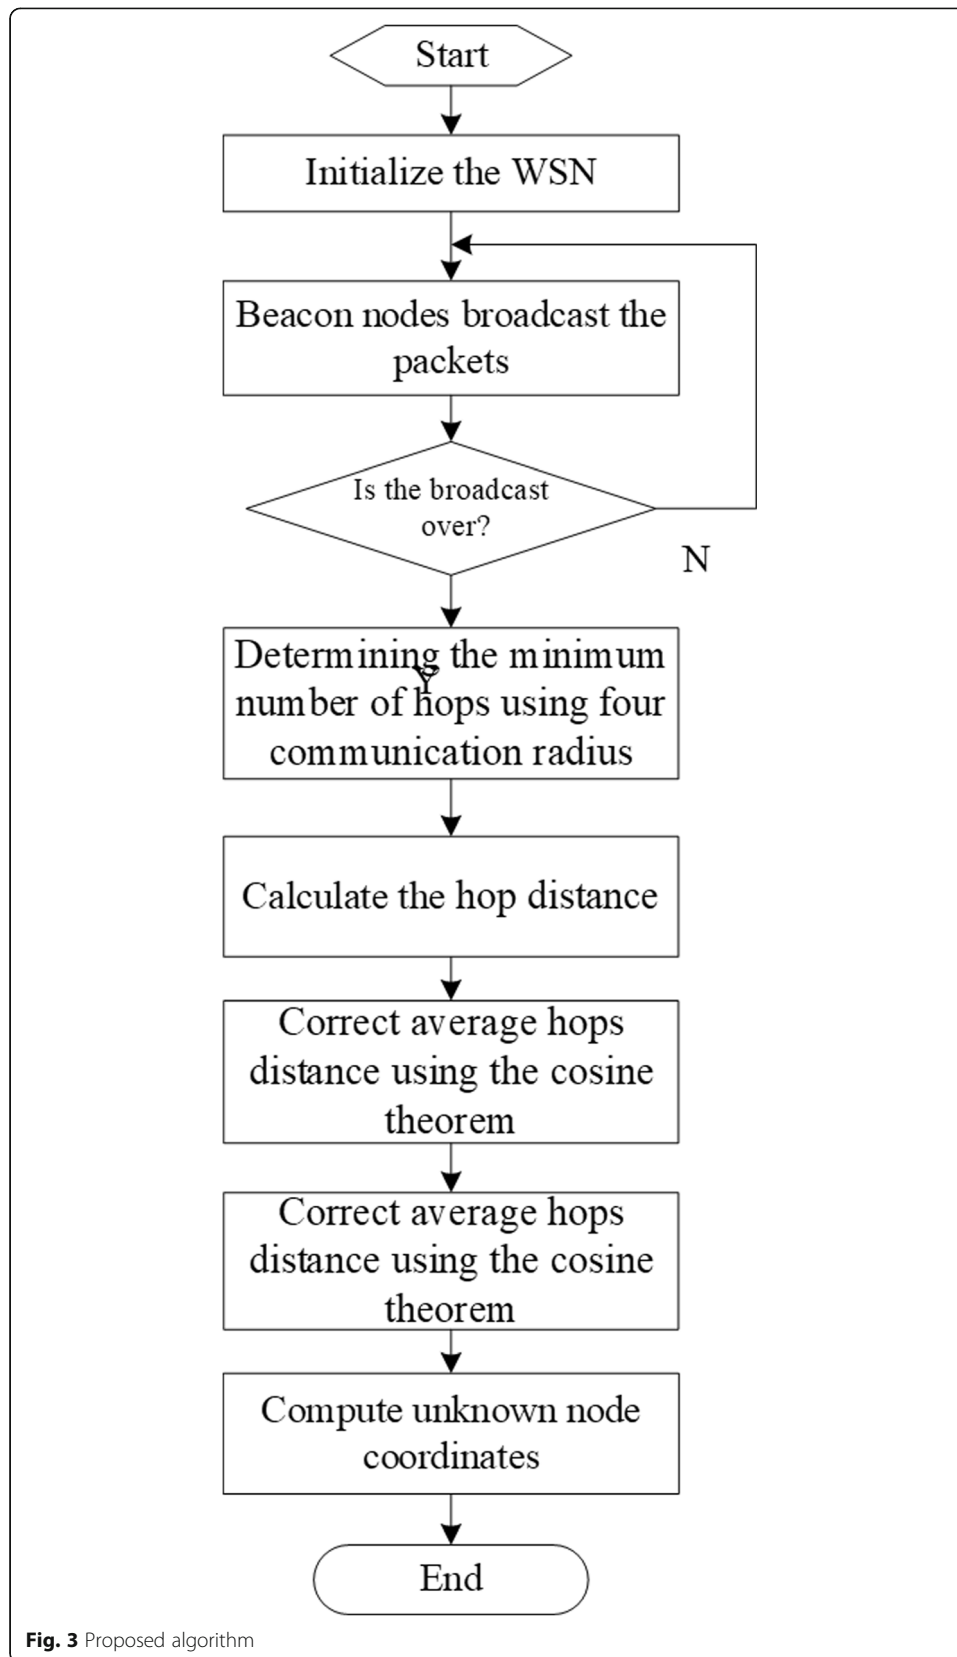 Start
Initialize the WSN
Beacon nodes broadcast the
packets
Is the broadcast
over?
N
Determining the minimum
Y
number of hops using four
communication radius
Calculate the hop distance
Correct average hops
distance using the cosine
theorem
Correct average hops
distance using the cosine
theorem
Compute unknown node
coordinates
End
Fig. 3 Proposed algorithm